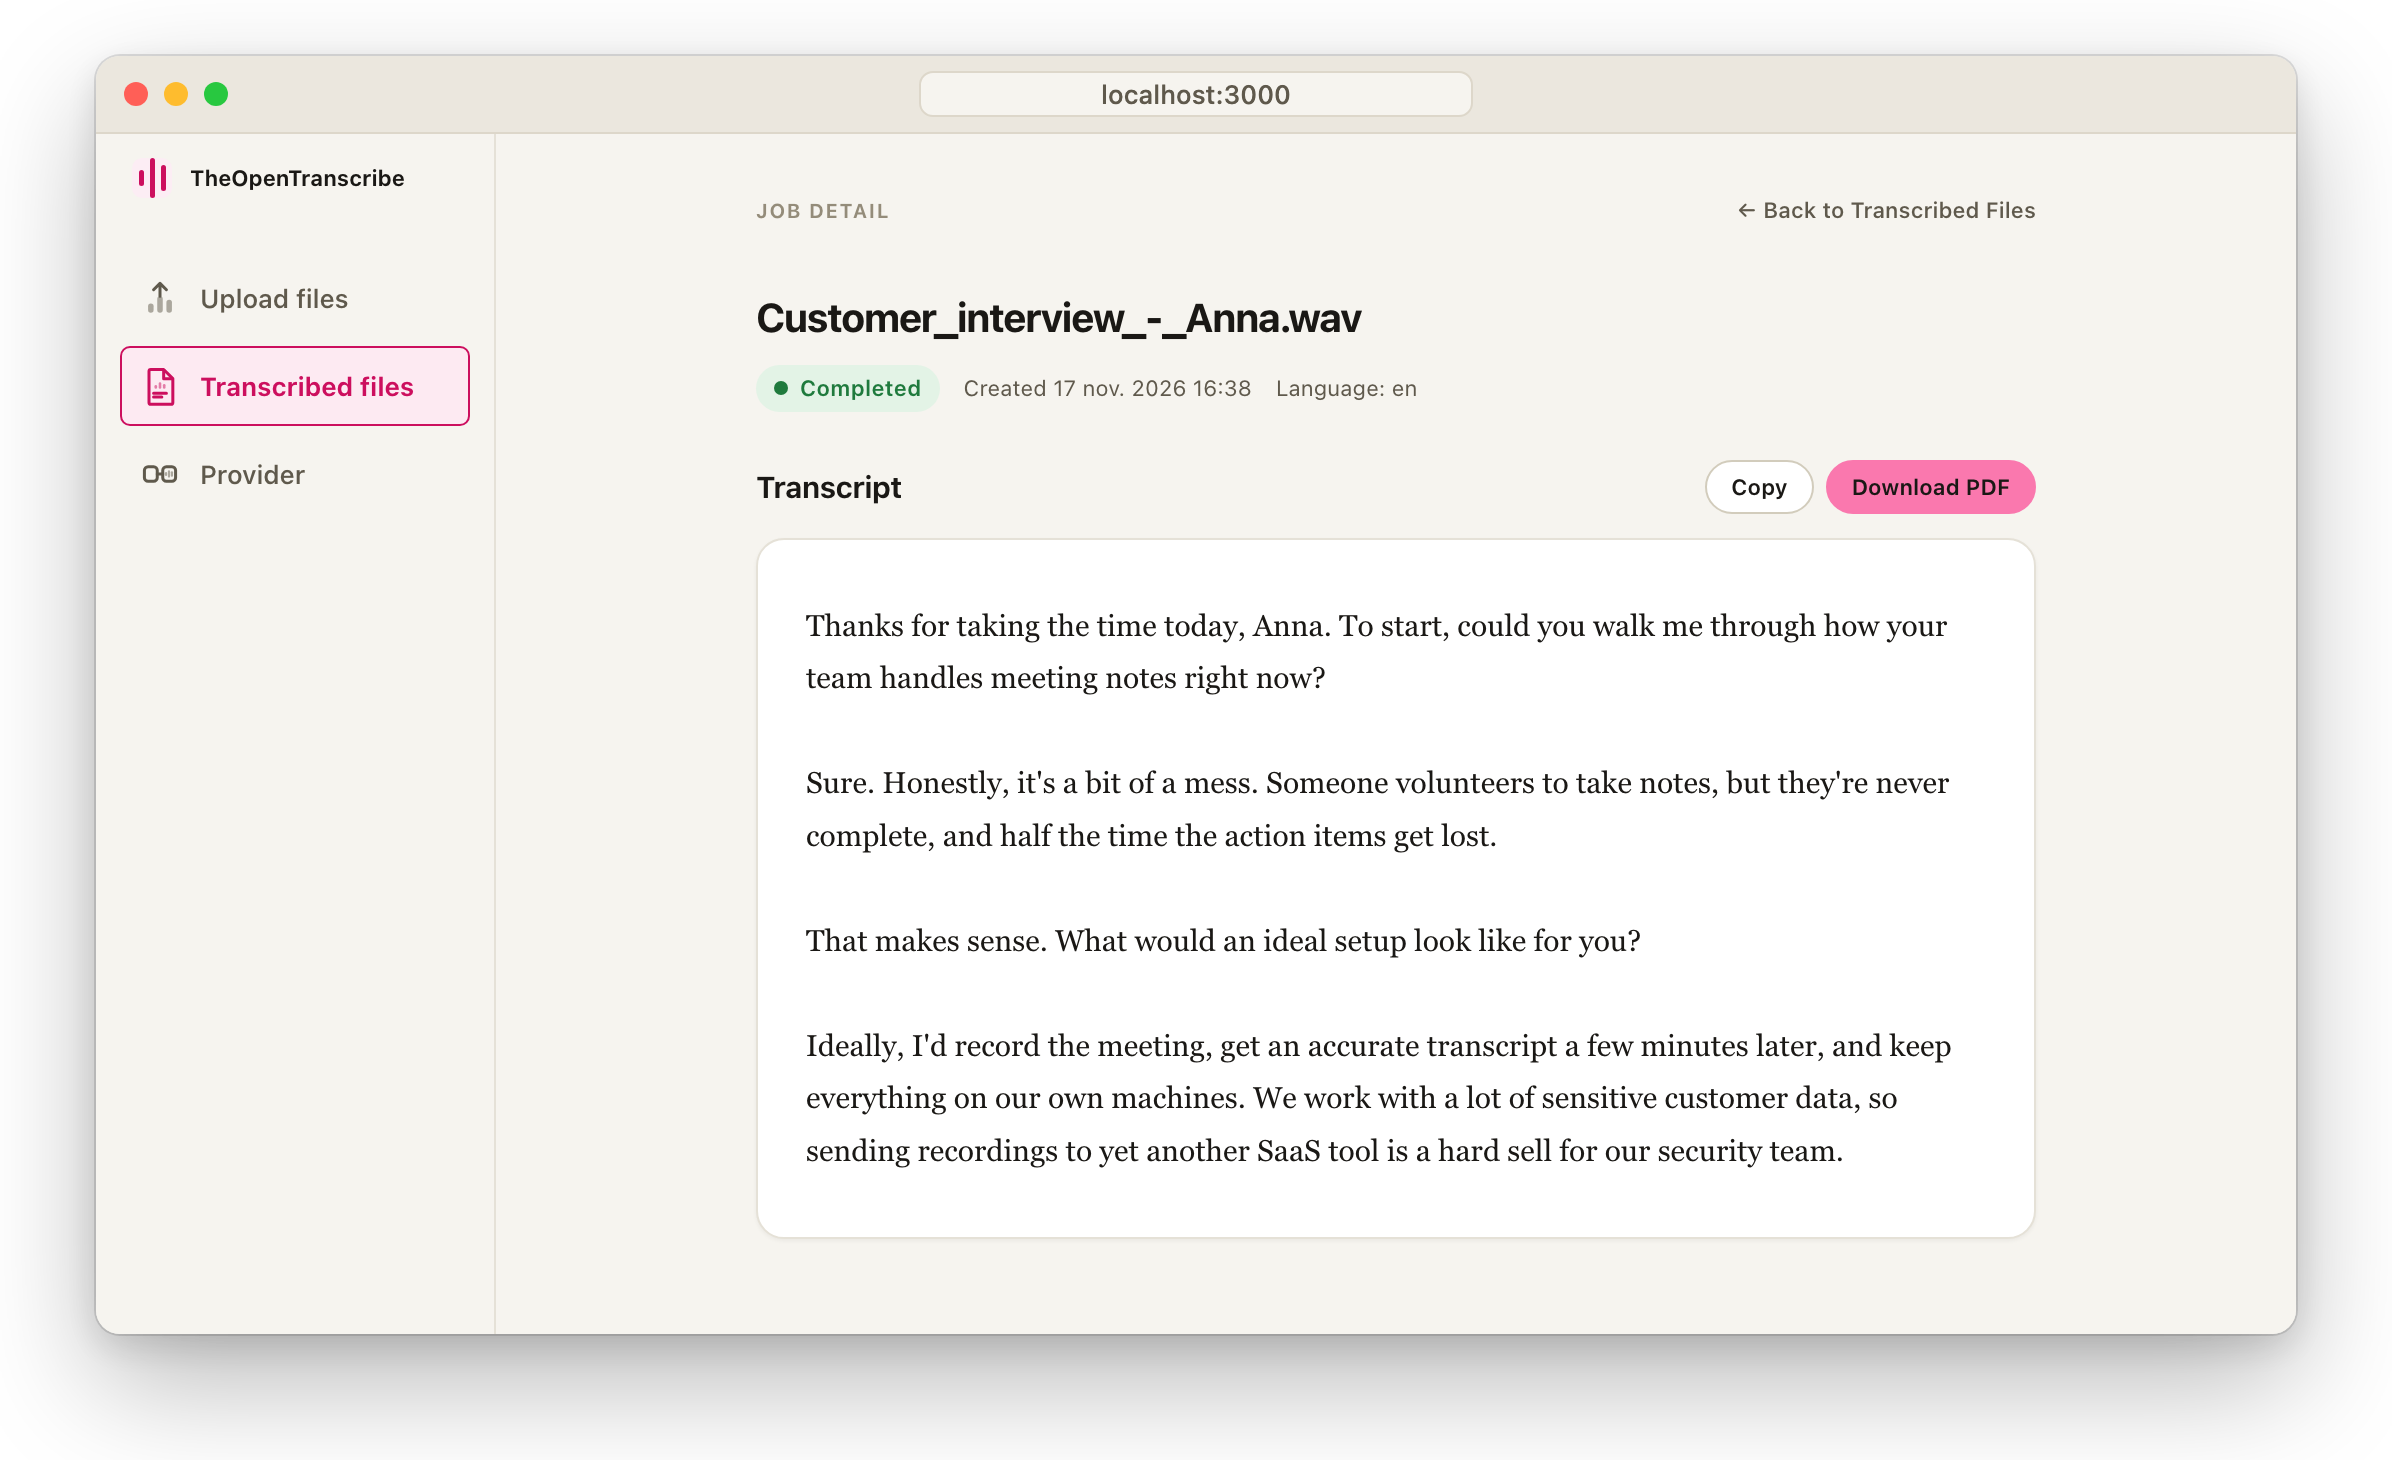 localhost:3000
TheOpenTranscribe
Upload files
Transcribed files
Provider
JOB DETAIL
← Back to Transcribed Files
Customer_interview_-_Anna.wav
Completed Created 17 nov. 2026 16:38 Language: en
Transcript
Copy
Download PDF
Thanks for taking the time today, Anna. To start, could you walk me through how your
team handles meeting notes right now?
Sure. Honestly, it's a bit of a mess. Someone volunteers to take notes, but they're never
complete, and half the time the action items get lost.
That makes sense. What would an ideal setup look like for you?
Ideally, I'd record the meeting, get an accurate transcript a few minutes later, and keep
everything on our own machines. We work with a lot of sensitive customer data, so
sending recordings to yet another SaaS tool is a hard sell for our security team.